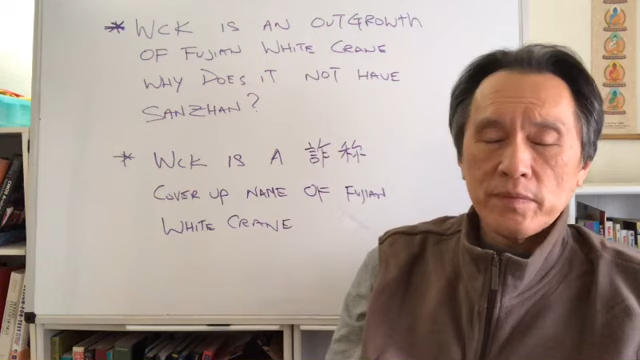 * WCK IS AN OUTGROWTH
OF FUJIAN WHITE CRANE
WHY DOES IT NOT HAVE
SANZHAN?
* WCK IS A 詐称
COVER UP NAME OF FUJIAN
WHITE CRANE